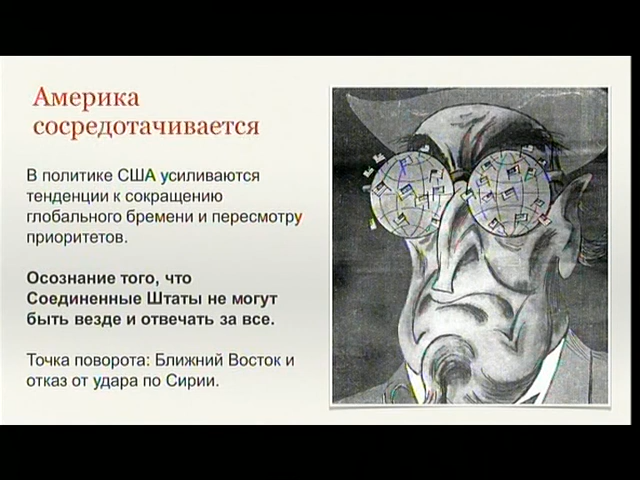 Америка
сосредотачивается
В политике США усиливаются
тенденции к сокращению
глобального бремени и пересмотру
приоритетов.
Осознание того, что
Соединенные Штаты не могут
быть везде и отвечать за все.
Точка поворота: Ближний Восток и
отказ от удара по Сирии.